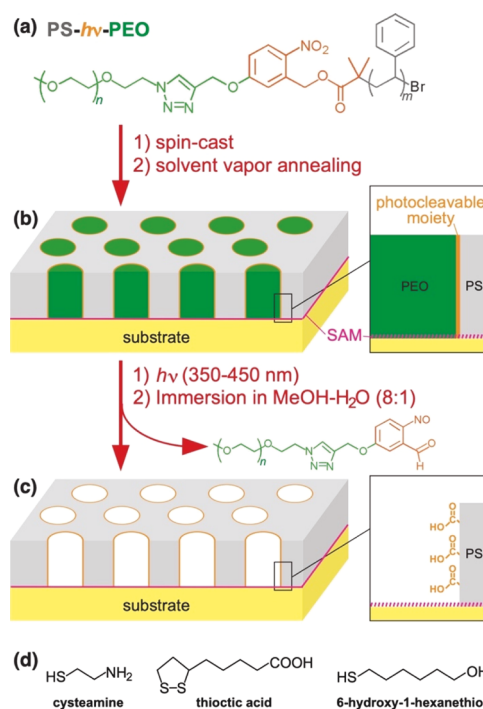 (a) PS-hν-PEO
NO₂
O
n
O
N
N=N
O
O
O
m
Br
1) spin-cast
2) solvent vapor annealing
(b)
photocleavable
moiety
PEO
PS
SAM
substrate
1) hν (350-450 nm)
2) Immersion in MeOH-H₂O (8:1)
O
n
O
N
N=N
O
NO
O
H
(c)
O
HO C
O
HO C
O
HO C
PS
substrate
(d)
HS
NH₂
cysteamine
S-S
COOH
thioctic acid
HS
OH
6-hydroxy-1-hexanethio